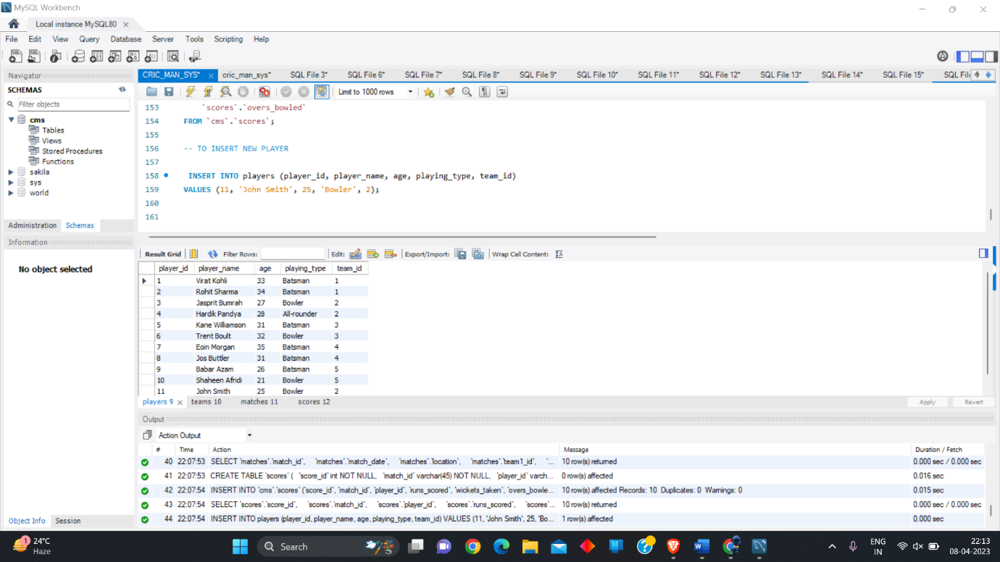 MySQL Workbench
Local instance MySQL80
File Edit View Query Database Server Tools Scripting Help
Navigator
SCHEMAS
Filter objects
cms
Tables
Views
Stored Procedures
Functions
sakila
sys
world
Administration Schemas
Information
No object selected
Object Info Session
CRIC_MAN_SYS* cric_man_sys* SQL File 3* SQL File 6* SQL File 7* SQL File 8* SQL File 9* SQL File 10* SQL File 11* SQL File 12* SQL File 13* SQL File 14* SQL File 15* SQL Fil
Limit to 1000 rows
153 `scores`.`overs_bowled`
154 FROM `cms`.`scores`;
155
156 -- TO INSERT NEW PLAYER
157
158 INSERT INTO players (player_id, player_name, age, playing_type, team_id)
159 VALUES (11, 'John Smith', 25, 'Bowler', 2);
160
161
Result Grid Filter Rows: Edit: Export/Import: Wrap Cell Content:
player_id player_name age playing_type team_id
1 Virat Kohli 33 Batsman 1
2 Rohit Sharma 34 Batsman 1
3 Jasprit Bumrah 27 Bowler 2
4 Hardik Pandya 28 All-rounder 2
5 Kane Williamson 31 Batsman 3
6 Trent Boult 32 Bowler 3
7 Eoin Morgan 35 Batsman 4
8 Jos Buttler 31 Batsman 4
9 Babar Azam 26 Batsman 5
10 Shaheen Afridi 21 Bowler 5
11 John Smith 25 Bowler 2
players 9 teams 10 matches 11 scores 12 Apply Revert
Output
Action Output
# Time Action Message Duration / Fetch
40 22:07:53 SELECT `matches`.`match_id`, `matches`.`match_date`, `matches`.`location`, `matches`.`team1_id`, `... 10 row(s) returned 0.000 sec / 0.000 sec
41 22:07:53 CREATE TABLE `scores` ( `score_id` int NOT NULL, `match_id` varchar(45) NOT NULL, `player_id` varch... 0 row(s) affected 0.016 sec
42 22:07:54 INSERT INTO `cms`.`scores` (`score_id`, `match_id`, `player_id`, `runs_scored`, `wickets_taken`, `overs_bowle... 10 row(s) affected Records: 10 Duplicates: 0 Warnings: 0 0.015 sec
43 22:07:54 SELECT `scores`.`score_id`, `scores`.`match_id`, `scores`.`player_id`, `scores`.`runs_scored`, `scores`... 10 row(s) returned 0.000 sec / 0.000 sec
44 22:07:54 INSERT INTO players (player_id, player_name, age, playing_type, team_id) VALUES (11, 'John Smith', 25, 'Bo... 1 row(s) affected 0.000 sec
1 24°C
Haze
Search
ENG
IN
22:13
08-04-2023